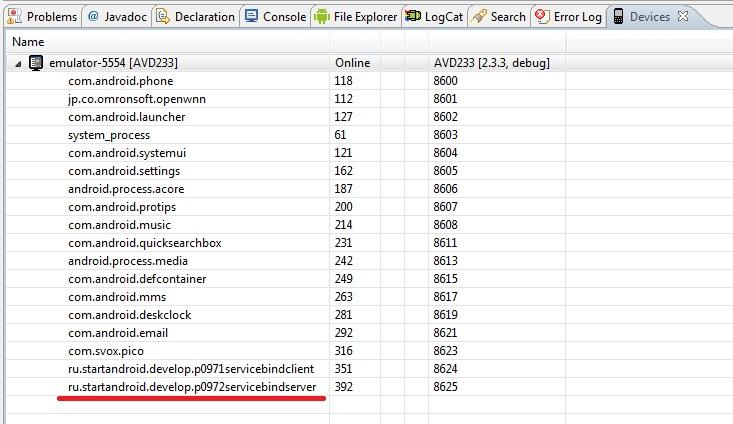 Problems @ Javadoc Declaration Console File Explorer LogCat Search Error Log Devices
Name
emulator-5554 [AVD233] Online AVD233 [2.3.3, debug]
com.android.phone 118 8600
jp.co.omronsoft.openwnn 112 8601
com.android.launcher 127 8602
system_process 61 8603
com.android.systemui 121 8604
com.android.settings 162 8605
android.process.acore 187 8606
com.android.protips 200 8607
com.android.music 214 8608
com.android.quicksearchbox 231 8611
android.process.media 242 8613
com.android.defcontainer 249 8615
com.android.mms 263 8617
com.android.deskclock 281 8619
com.android.email 292 8621
com.svox.pico 316 8623
ru.startandroid.develop.p0971servicebindclient 351 8624
ru.startandroid.develop.p0972servicebindserver 392 8625